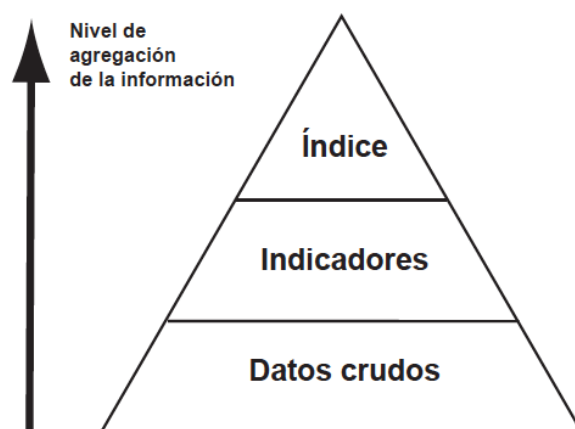 Nivel de
agregación
de la información
Índice
Indicadores
Datos crudos